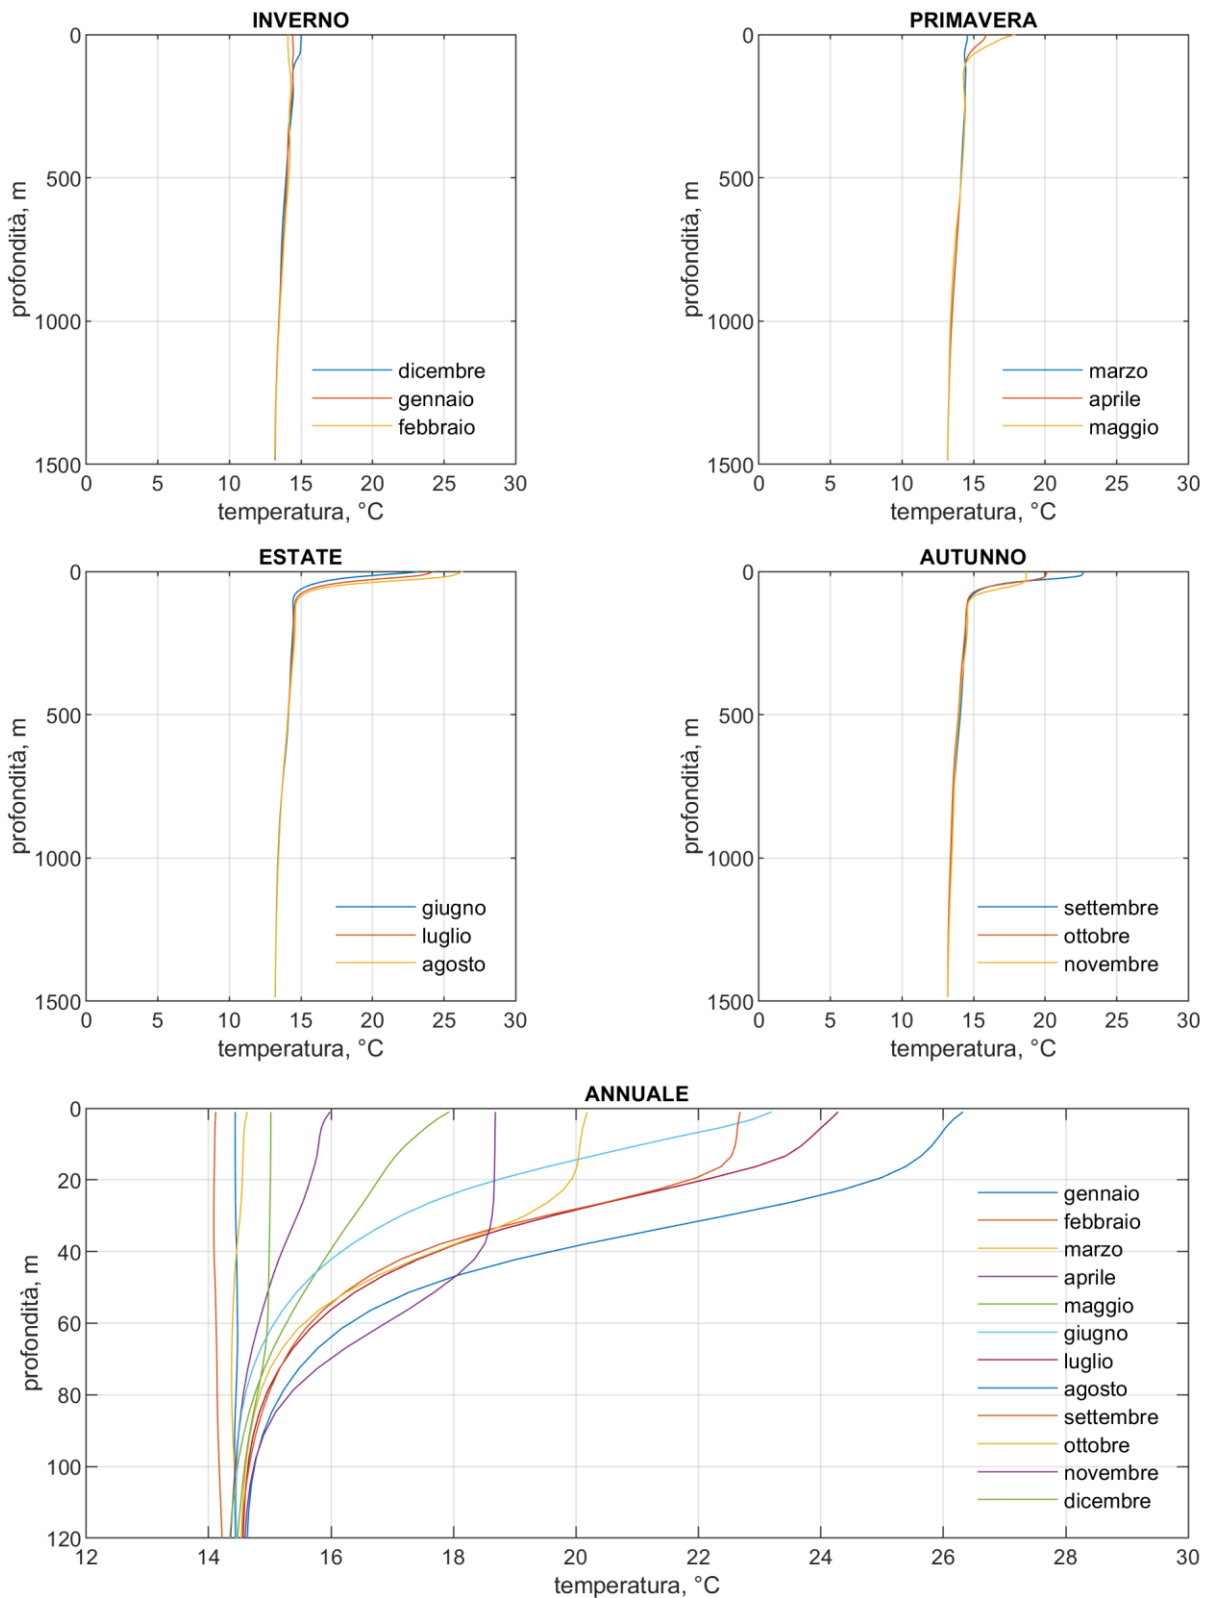 INVERNO
0
500
1000
1500
profondità, m
0 5 10 15 20 25 30
temperatura, °C
dicembre
gennaio
febbraio
PRIMAVERA
0
500
1000
1500
profondità, m
0 5 10 15 20 25 30
temperatura, °C
marzo
aprile
maggio
ESTATE
0
500
1000
1500
profondità, m
0 5 10 15 20 25 30
temperatura, °C
giugno
luglio
agosto
AUTUNNO
0
500
1000
1500
profondità, m
0 5 10 15 20 25 30
temperatura, °C
settembre
ottobre
novembre
ANNUALE
0
20
40
60
80
100
120
profondità, m
12 14 16 18 20 22 24 26 28 30
temperatura, °C
gennaio
febbraio
marzo
aprile
maggio
giugno
luglio
agosto
settembre
ottobre
novembre
dicembre